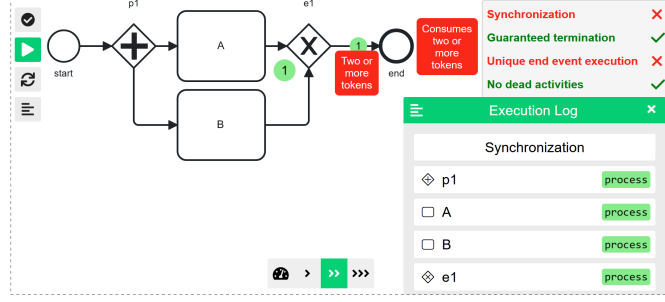 p1
e1
A
B
start
end
1
1
Two or
more
tokens
Consumes
two or
more
tokens
Synchronization
Guaranteed termination
Unique end event execution
No dead activities
Execution Log
Synchronization
p1 process
A process
B process
e1 process